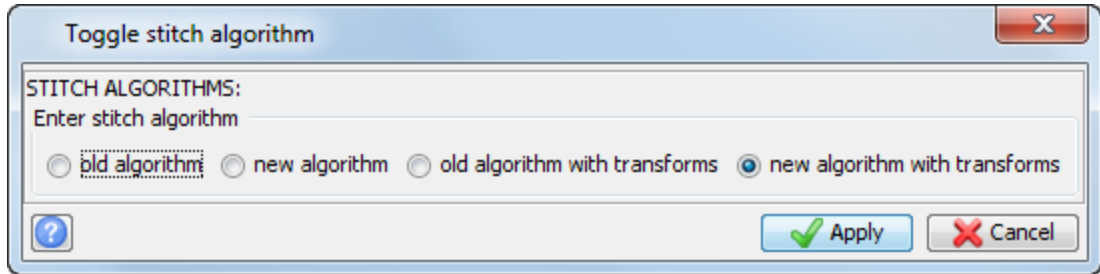 Toggle stitch algorithm
X
STITCH ALGORITHMS:
Enter stitch algorithm
old algorithm new algorithm old algorithm with transforms new algorithm with transforms
? Apply Cancel